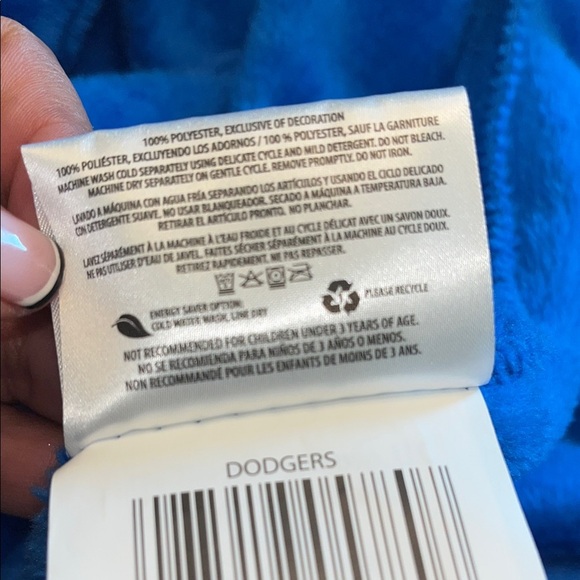 100% POLYESTER, EXCLUSIVE OF DECORATION
100% POLIÉSTER, EXCLUYENDO LOS ADORNOS / 100 % POLYESTER, SAUF LA GARNITURE
MACHINE WASH COLD SEPARATELY USING DELICATE CYCLE AND MILD DETERGENT. DO NOT BLEACH.
MACHINE DRY SEPARATELY ON GENTLE CYCLE. REMOVE PROMPTLY. DO NOT IRON.
LAVADO A MÁQUINA CON AGUA FRÍA SEPARANDO LOS ARTÍCULOS Y USANDO EL CICLO DELICADO
CON DETERGENTE SUAVE, NO USAR BLANQUEADOR. SECADO A MÁQUINA A TEMPERATURA BAJA.
RETIRAR EL ARTÍCULO PRONTO. NO PLANCHAR.
LAVEZ SÉPARÉMENT À LA MACHINE À L'EAU FROIDE ET AU CYCLE DÉLICAT AVEC UN SAVON DOUX.
NE PAS UTILISER D'EAU DE JAVEL. FAITES SÉCHER SÉPARÉMENT À LA MACHINE AU CYCLE DOUX.
RETIREZ RAPIDEMENT. NE PAS REPASSER.
ENERGY SAVER OPTION:
COLD WATER WASH, LINE DRY
PLEASE RECYCLE
NOT RECOMMENDED FOR CHILDREN UNDER 3 YEARS OF AGE.
NO SE RECOMIENDA PARA NIÑOS DE 3 AÑOS O MENOS.
NON RECOMMANDÉ POUR LES ENFANTS DE MOINS DE 3 ANS.
DODGERS